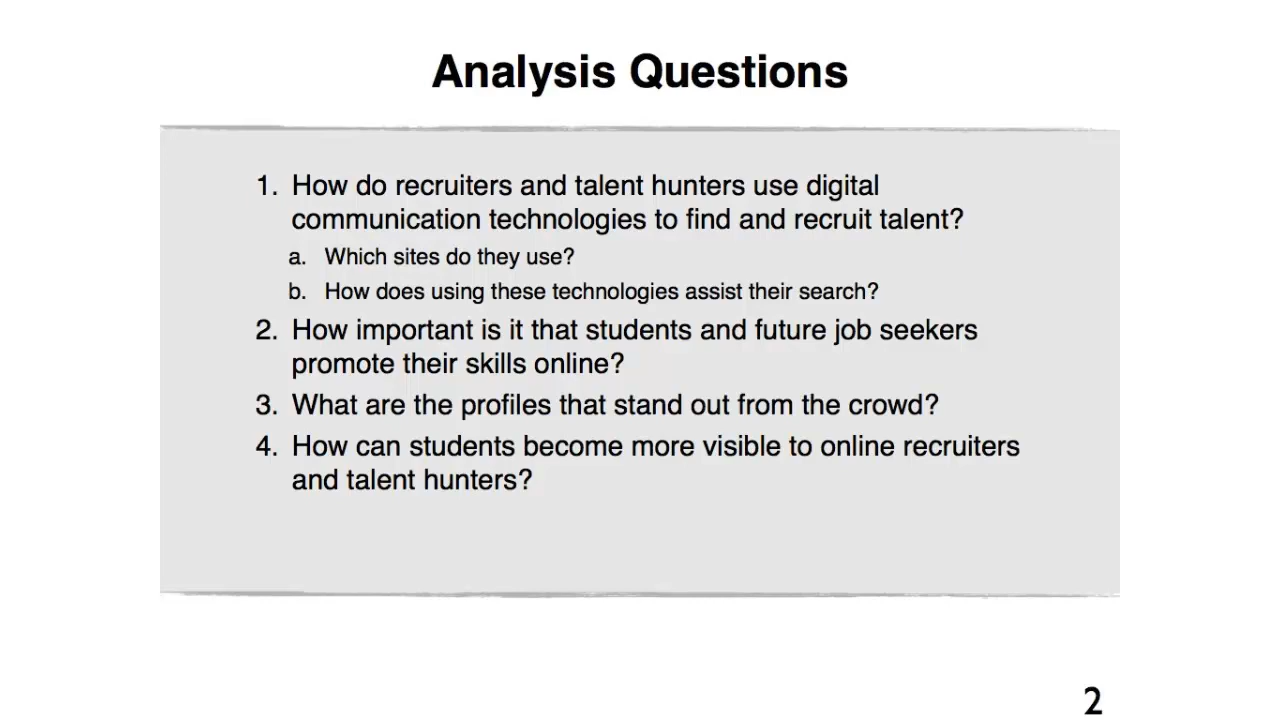 Analysis Questions
1. How do recruiters and talent hunters use digital
communication technologies to find and recruit talent?
a. Which sites do they use?
b. How does using these technologies assist their search?
2. How important is it that students and future job seekers
promote their skills online?
3. What are the profiles that stand out from the crowd?
4. How can students become more visible to online recruiters
and talent hunters?
2